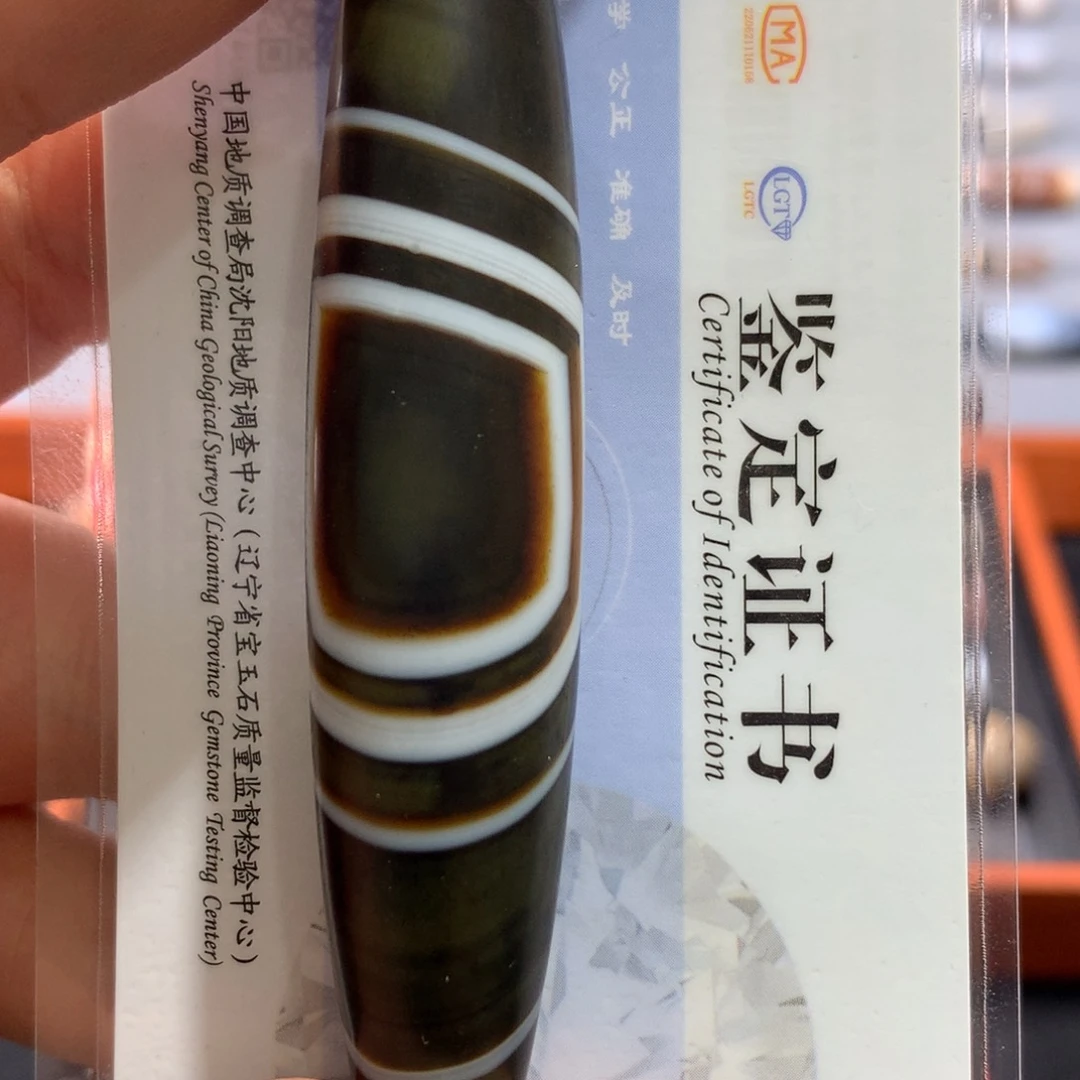 MA
220621110166
LGT
LGTC
鉴定证书
Certificate of Identification
学 公正 准确 及时
中国地质调查局沈阳地质调查中心(辽宁省宝玉石质量监督检验中心)
Shenyang Center of China Geological Survey (Liaoning Province Gemstone Testing Center)